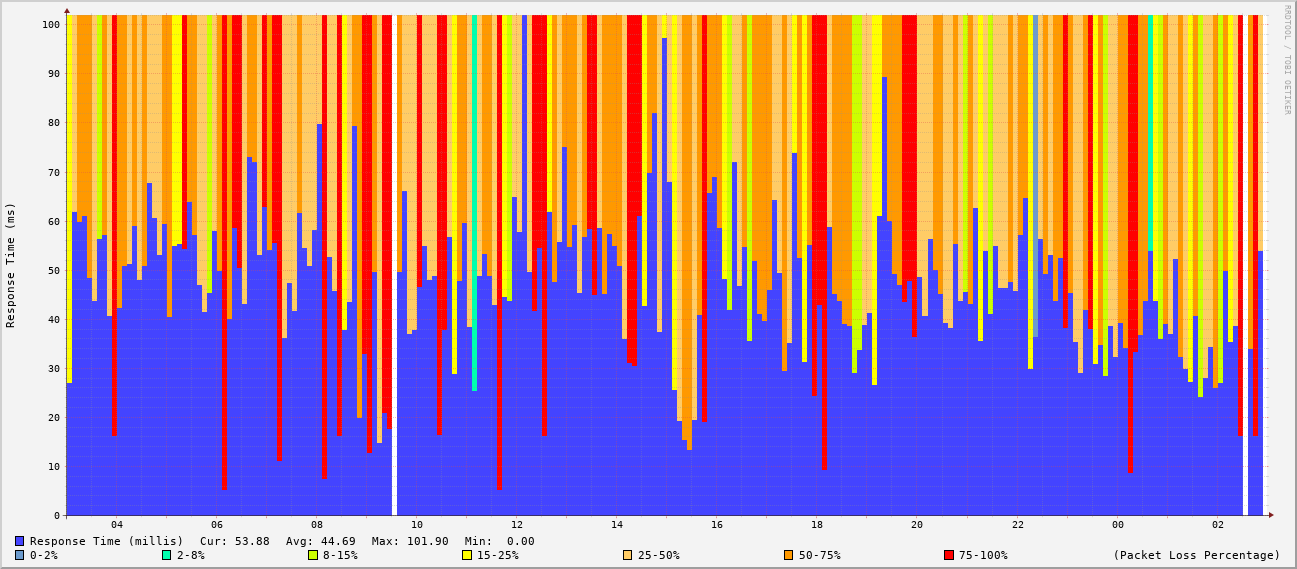 RRDTOOL / TOBI OETIKER
Response Time (ms)
100
90
80
70
60
50
40
30
20
10
0
04 06 08 10 12 14 16 18 20 22 00 02
Response Time (millis) Cur: 53.88 Avg: 44.69 Max: 101.90 Min: 0.00
0-2% 2-8% 8-15% 15-25% 25-50% 50-75% 75-100% (Packet Loss Percentage)